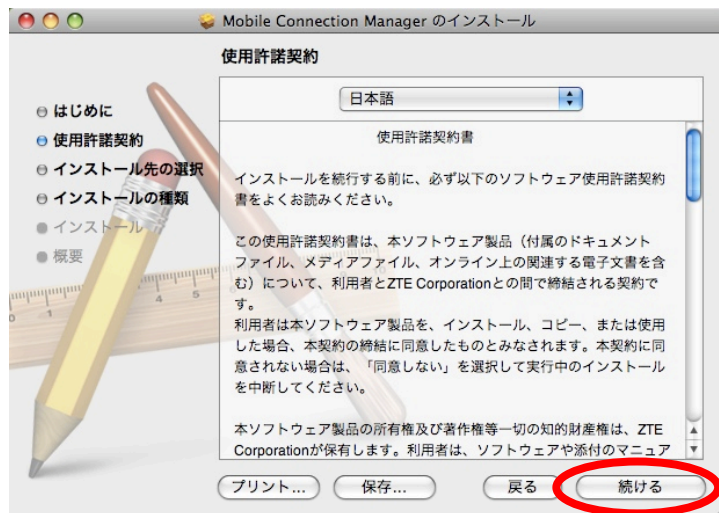 Mobile Connection Manager のインストール
使用許諾契約
はじめに
使用許諾契約
インストール先の選択
インストールの種類
インストール
概要
日本語
使用許諾契約書
インストールを続行する前に、必ず以下のソフトウェア使用許諾契約
書をよくお読みください。
この使用許諾契約書は、本ソフトウェア製品（付属のドキュメント
ファイル、メディアファイル、オンライン上の関連する電子文書を含
む）について、利用者とZTE Corporationとの間で締結される契約で
す。
利用者は本ソフトウェア製品を、インストール、コピー、または使用
した場合、本契約の締結に同意したものとみなされます。本契約に同
意されない場合は、「同意しない」を選択して実行中のインストール
を中断してください。
本ソフトウェア製品の所有権及び著作権等一切の知的財産権は、ZTE
Corporationが保有します。利用者は、ソフトウェアや添付のマニュア
プリント... 保存... 戻る 続ける